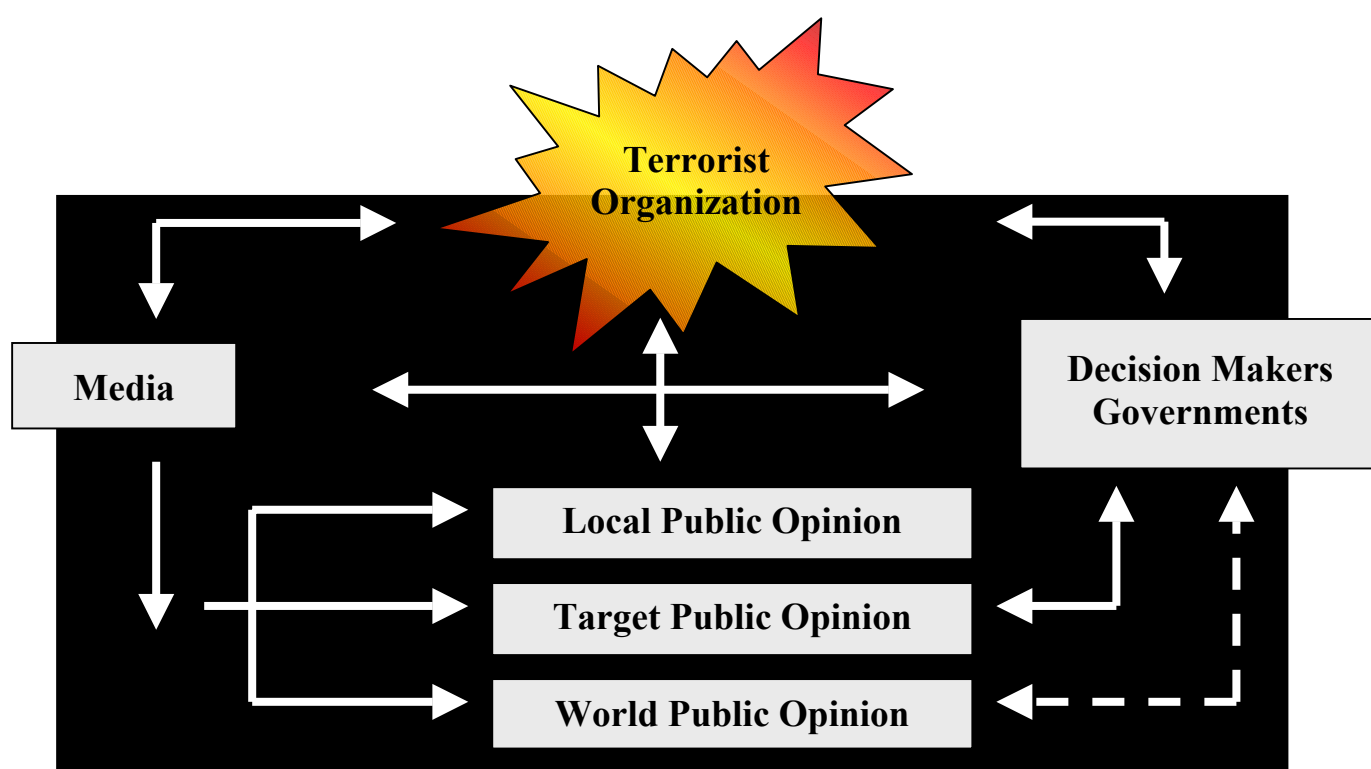 Terrorist
Organization
Media
Decision Makers
Governments
Local Public Opinion
Target Public Opinion
World Public Opinion